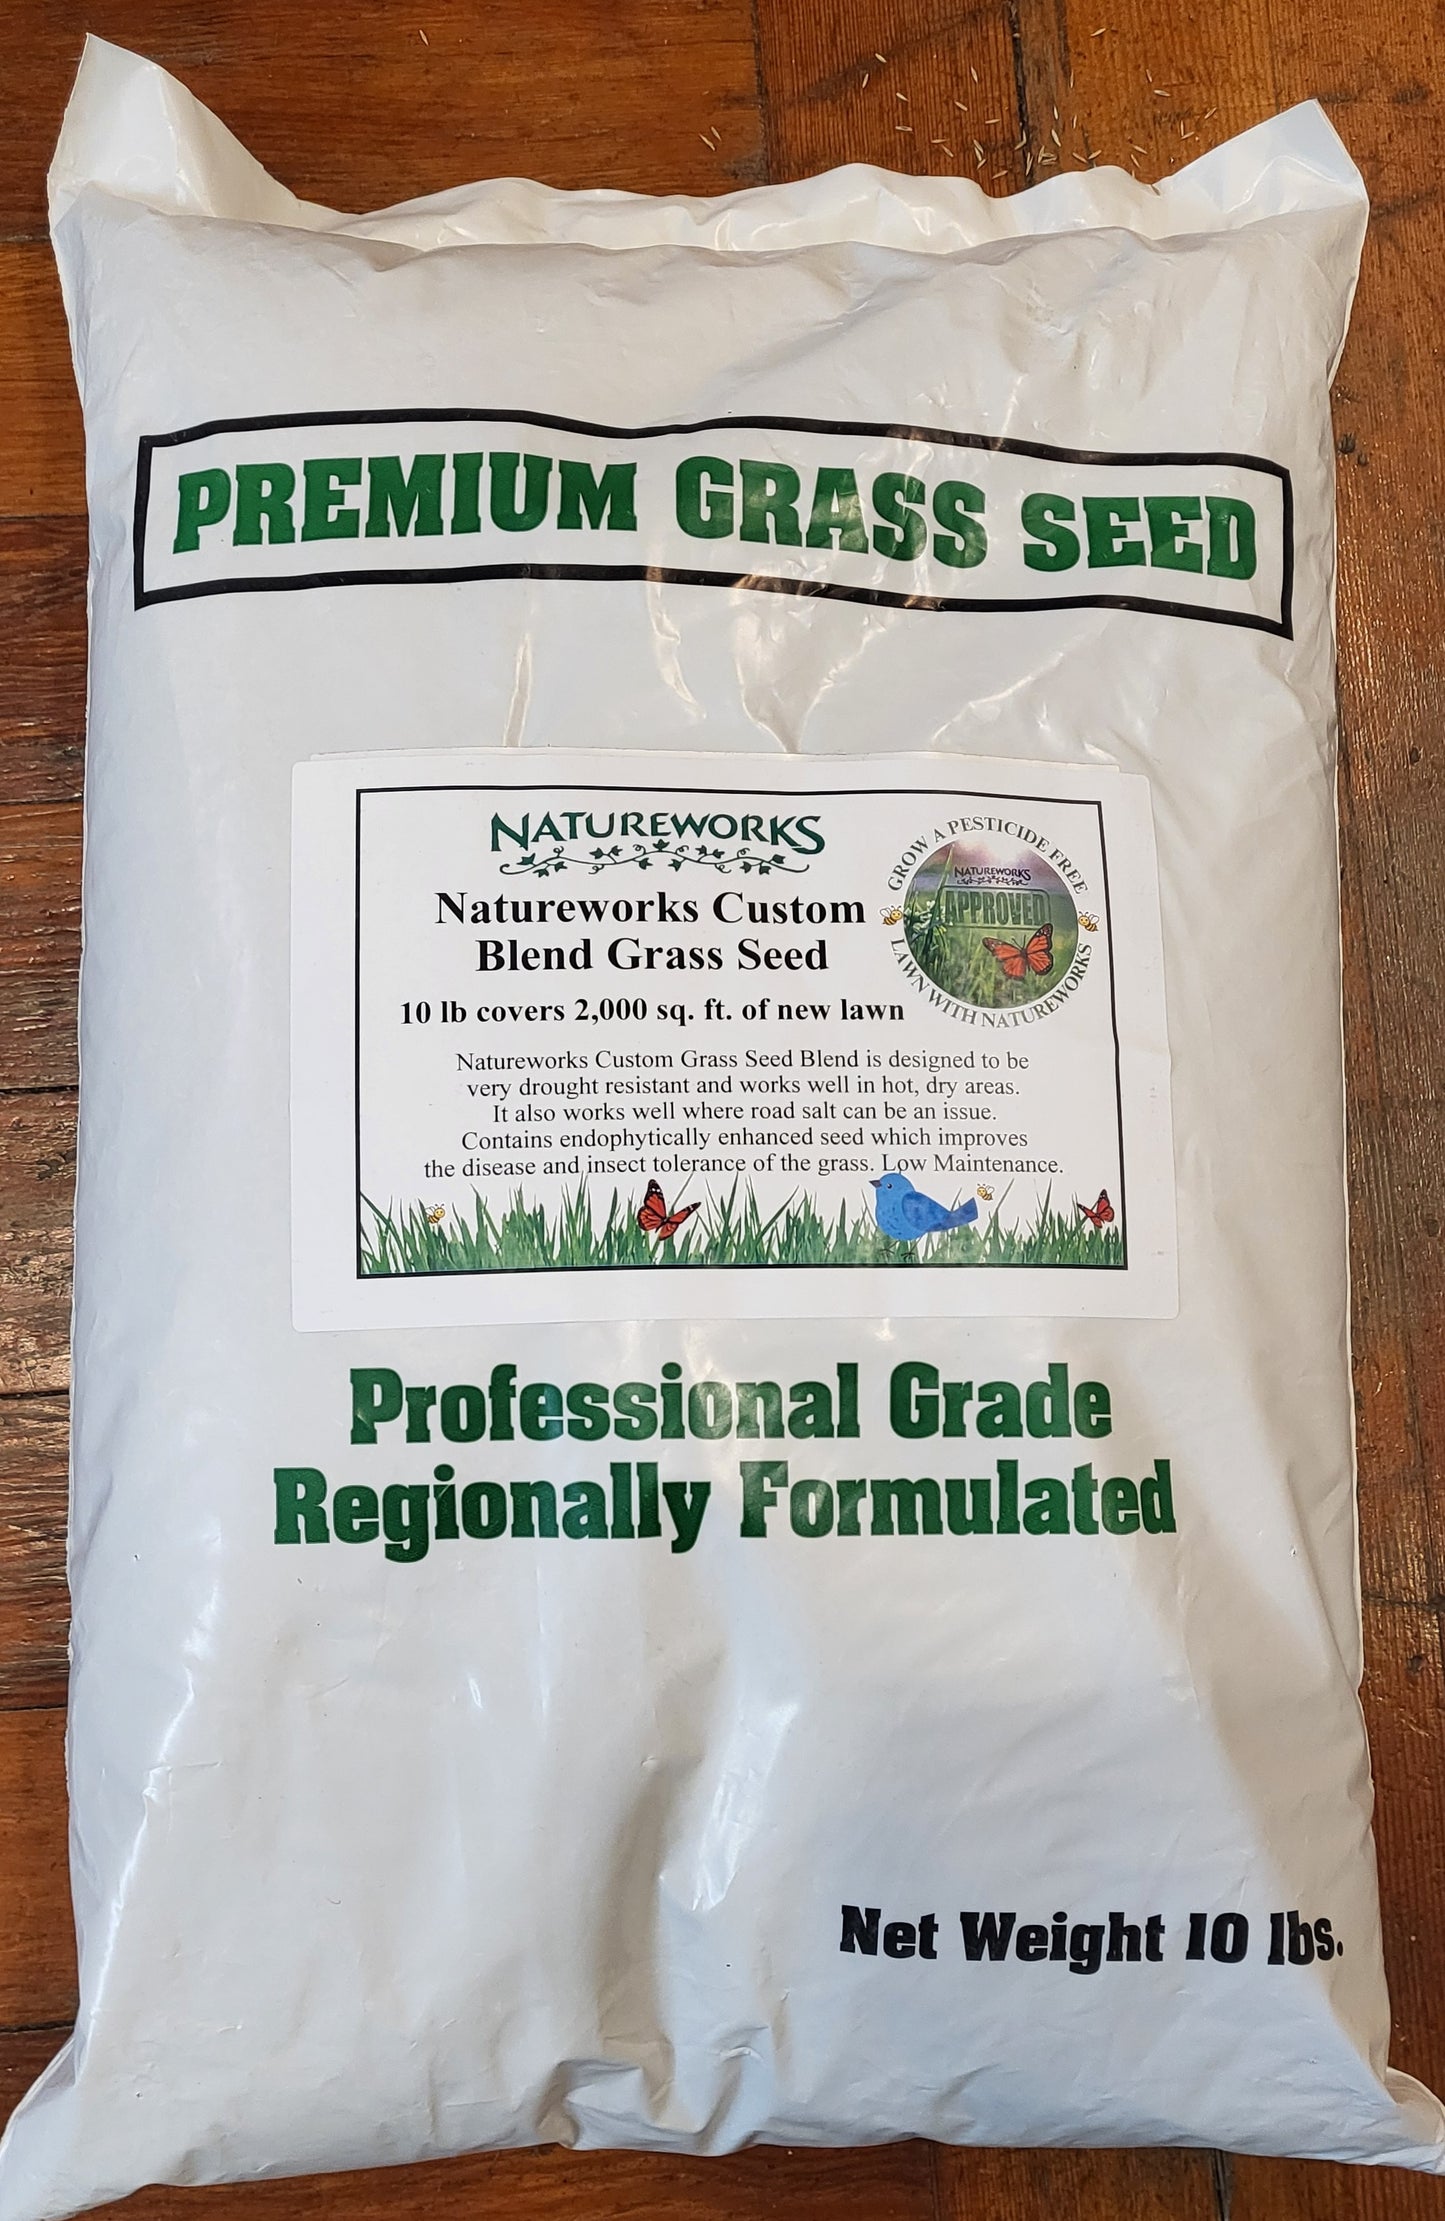 PREMIUM GRASS SEED
NATUREWORKS
Natureworks Custom
Blend Grass Seed
10 lb covers 2,000 sq. ft. of new lawn
GROW A PESTICIDE FREE
NATUREWORKS
APPROVED
LAWN WITH NATUREWORKS
Natureworks Custom Grass Seed Blend is designed to be
very drought resistant and works well in hot, dry areas.
It also works well where road salt can be an issue.
Contains endophytically enhanced seed which improves
the disease and insect tolerance of the grass. Low Maintenance.
Professional Grade
Regionally Formulated
Net Weight 10 lbs.